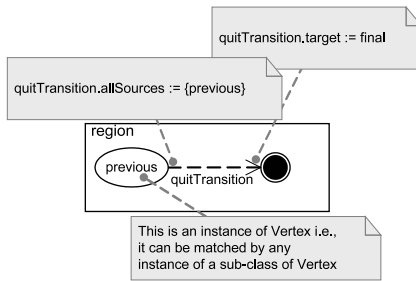 quitTransition.target := final
quitTransition.allSources := {previous}
region
previous
quitTransition
This is an instance of Vertex i.e.,
it can be matched by any
instance of a sub-class of Vertex